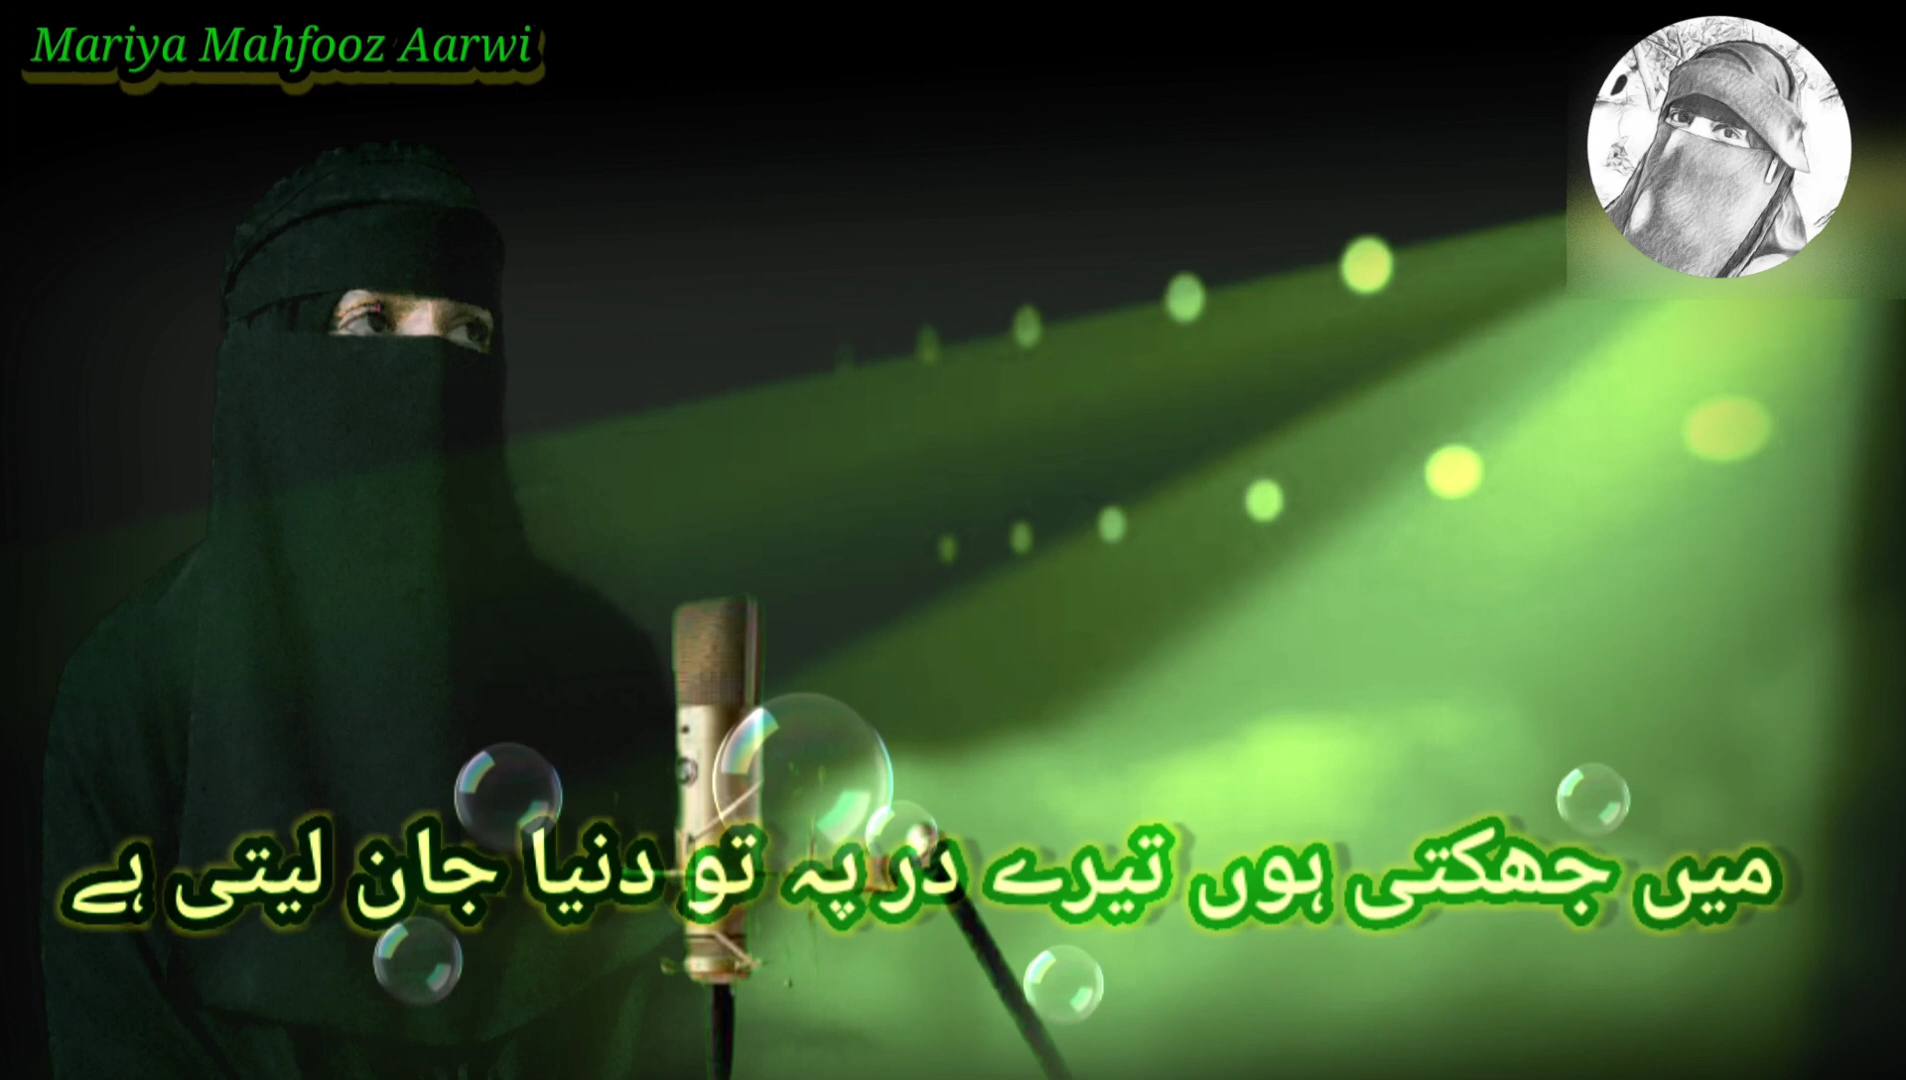 Mariya Mahfooz Aarwi
میں جھکتی ہوں تیرے در پہ تو دنیا جان لیتی ہے